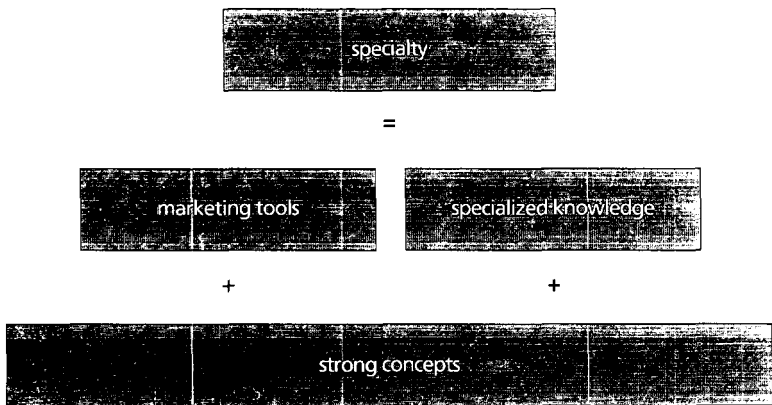 specialty
=
marketing tools specialized knowledge
+ +
strong concepts